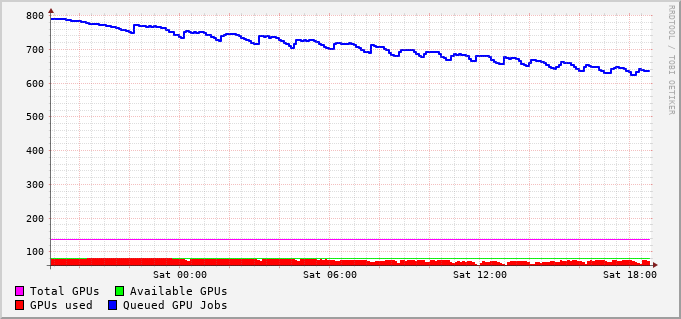 800
700
600
500
400
300
200
100
Sat 00:00 Sat 06:00 Sat 12:00 Sat 18:00
Total GPUs Available GPUs
GPUs used Queued GPU Jobs
RRDTOOL / TOBI OETIKER